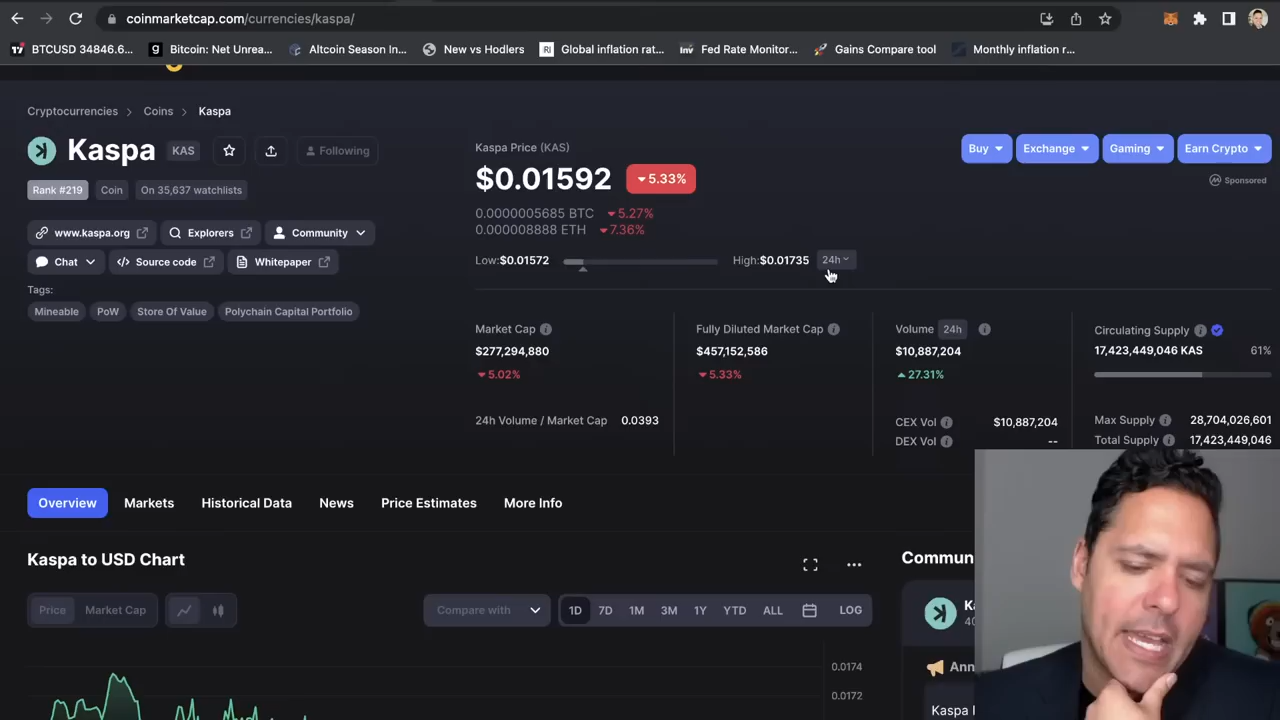 coinmarketcap.com/currencies/kaspa/
BTCUSD 34846.6... Bitcoin: Net Unrea... Altcoin Season In... New vs Hodlers Global inflation rat... Fed Rate Monitor... Gains Compare tool Monthly inflation r...
Cryptocurrencies Coins Kaspa
Kaspa KAS Following
Rank #219 Coin On 35,637 watchlists
www.kaspa.org Explorers Community
Chat Source code Whitepaper
Tags:
Mineable PoW Store Of Value Polychain Capital Portfolio
Kaspa Price (KAS)
$0.01592 5.33%
0.0000005685 BTC 5.27%
0.000008888 ETH 7.36%
Low:$0.01572 High:$0.01735 24h
Buy Exchange Gaming Earn Crypto
Sponsored
Market Cap
$277,294,880
5.02%
24h Volume / Market Cap 0.0393
Fully Diluted Market Cap
$457,152,586
5.33%
Volume 24h
$10,887,204
27.31%
CEX Vol $10,887,204
DEX Vol --
Circulating Supply
17,423,449,046 KAS 61%
Max Supply 28,704,026,601
Total Supply 17,423,449,046
Overview Markets Historical Data News Price Estimates More Info
Kaspa to USD Chart
Price Market Cap Compare with 1D 7D 1M 3M 1Y YTD ALL LOG
0.0174
0.0172
Commun
Ka
40
Ann
Kaspa